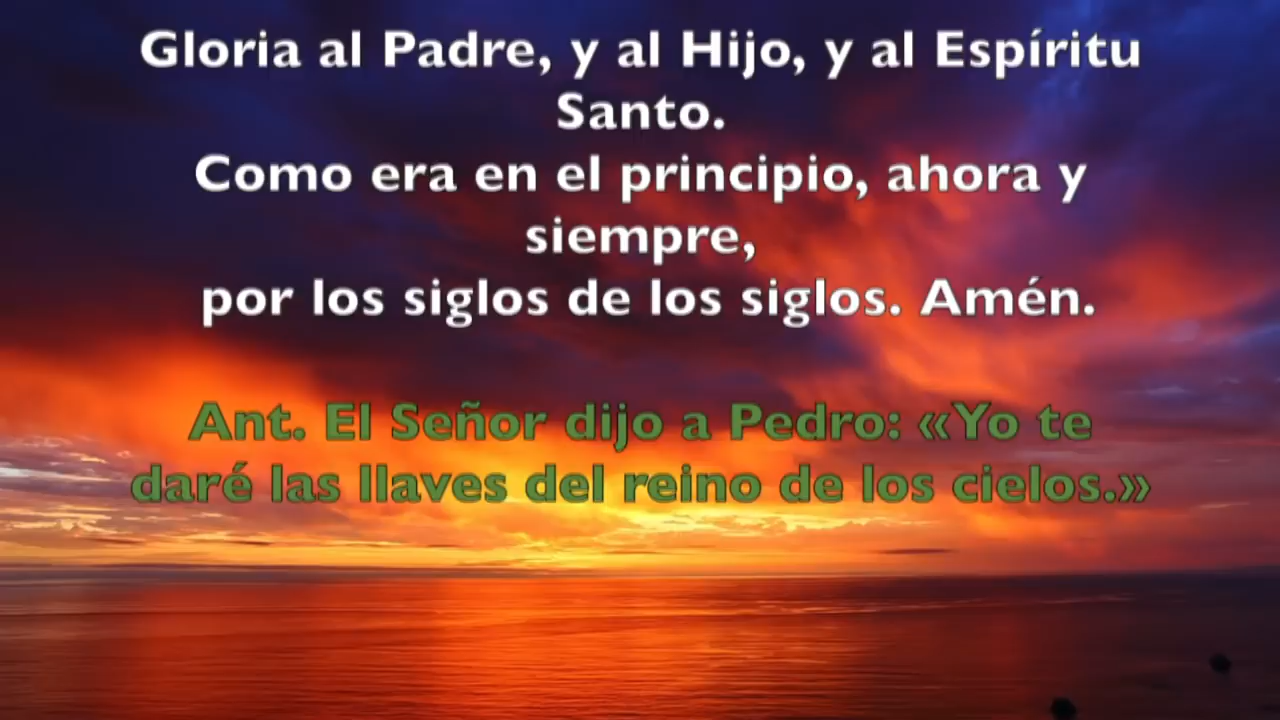 Gloria al Padre, y al Hijo, y al Espíritu
Santo.
Como era en el principio, ahora y
siempre,
por los siglos de los siglos. Amén.
Ant. El Señor dijo a Pedro: «Yo te
daré las llaves del reino de los cielos.»